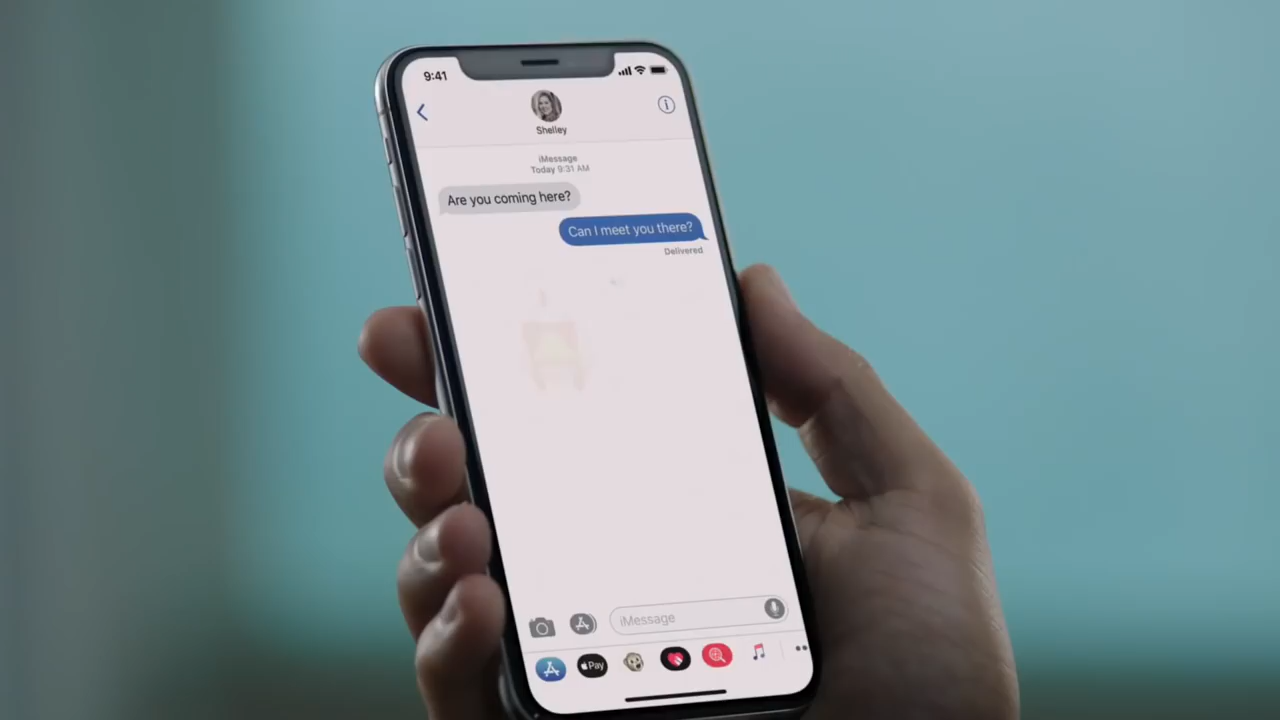 9:41
Shelley
iMessage
Today 9:31 AM
Are you coming here?
Can I meet you there?
Delivered
iMessage
Pay